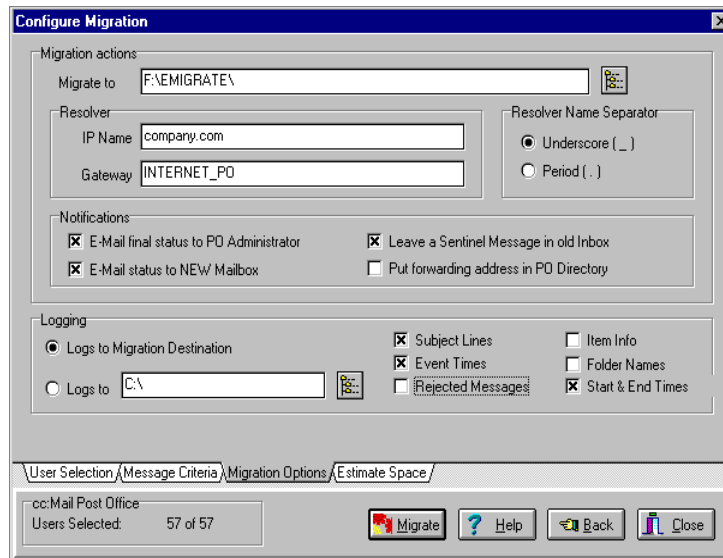 Configure Migration
Migration actions
Migrate to F:\EMIGRATE\
Resolver
IP Name company.com
Gateway INTERNET_PO
Resolver Name Separator
Underscore ( _ )
Period ( . )
Notifications
E-Mail final status to PO Administrator
Leave a Sentinel Message in old Inbox
E-Mail status to NEW Mailbox
Put forwarding address in PO Directory
Logging
Logs to Migration Destination
Logs to C:\
Subject Lines
Item Info
Event Times
Folder Names
Rejected Messages
Start & End Times
User Selection Message Criteria Migration Options Estimate Space
cc:Mail Post Office
Users Selected: 57 of 57
Migrate Help Back Close